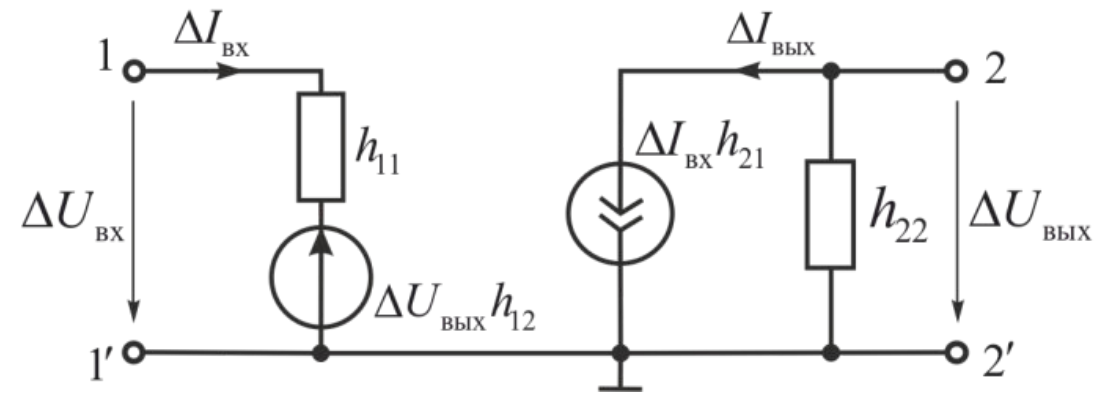 ΔIвх
ΔIвых
1
2
h11
ΔIвхh21
ΔUвх
h22
ΔUвых
ΔUвыхh12
1′
2′